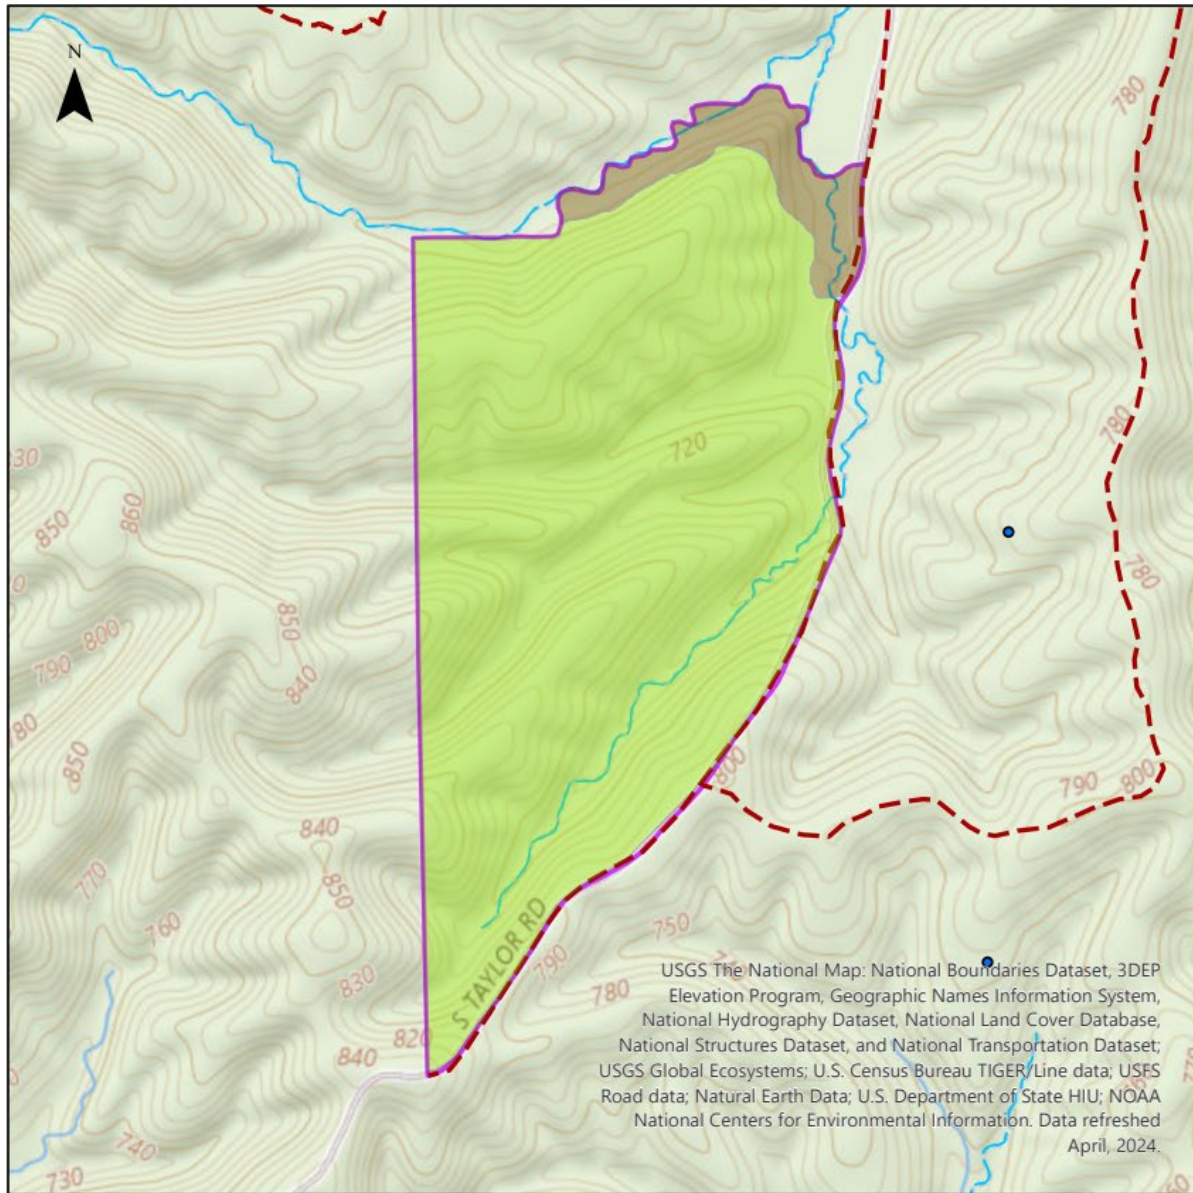 N
780
780
780
720
830
850
860
850
800
790
840
780
850
800
790
800
840
770
850
760
750
S TAYLOR RD
790
780
830
820
840
740
730
USGS The National Map: National Boundaries Dataset, 3DEP
Elevation Program, Geographic Names Information System,
National Hydrography Dataset, National Land Cover Database,
National Structures Dataset, and National Transportation Dataset;
USGS Global Ecosystems; U.S. Census Bureau TIGER/Line data; USFS
Road data; Natural Earth Data; U.S. Department of State HIU; NOAA
National Centers for Environmental Information. Data refreshed
April, 2024.